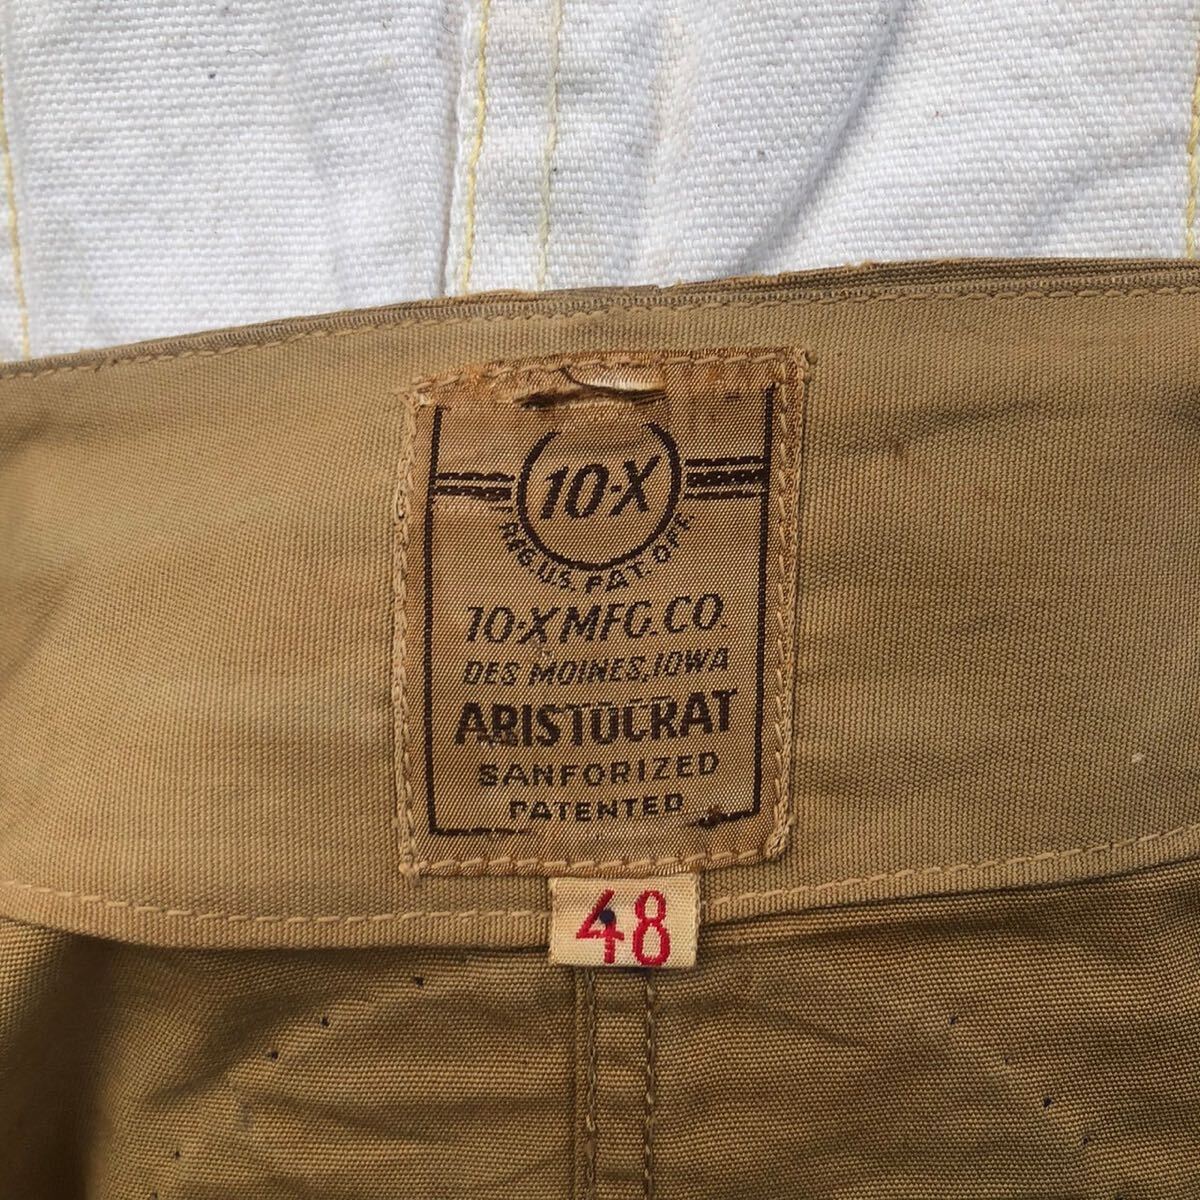 10-X
REG. U.S. PAT. OFF.
10-X MFG. CO.
DES MOINES, IOWA
ARISTOCRAT
SANFORIZED
PATENTED
48